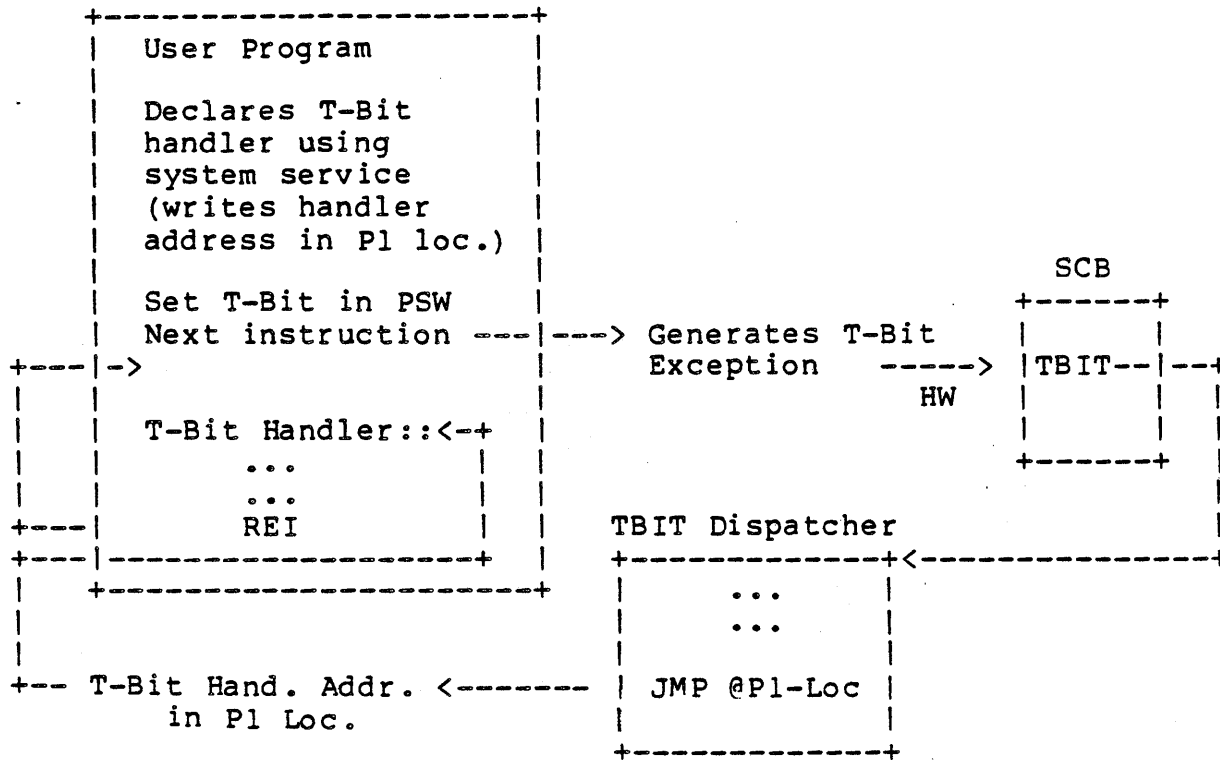 User Program
Declares T-Bit
handler using
system service
(writes handler
address in P1 loc.)
Set T-Bit in PSW
Next instruction ----|---> Generates T-Bit
Exception ----->
HW
SCB
TBIT
T-Bit Handler::<-+
...
...
REI
TBIT Dispatcher
...
...
JMP @P1-Loc
T-Bit Hand. Addr. <-------
in P1 Loc.